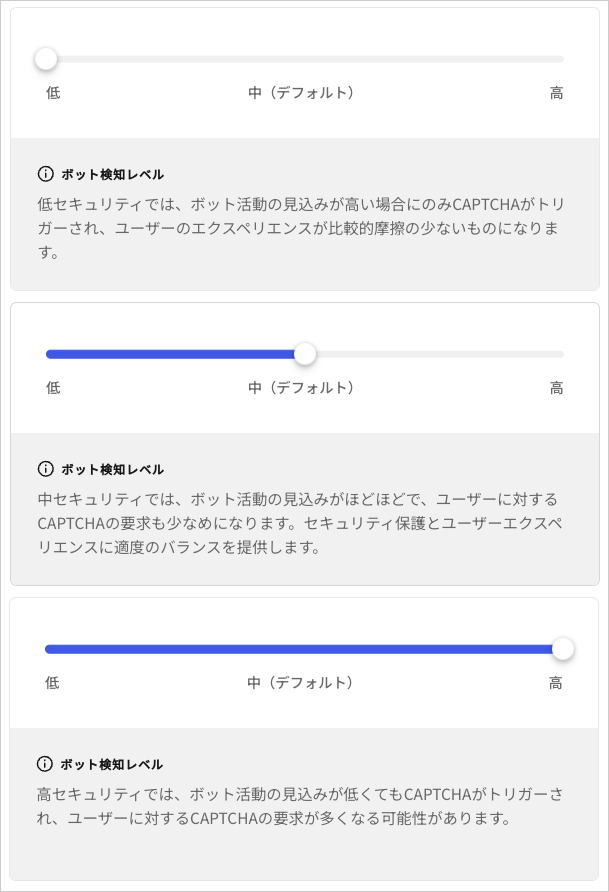 低 中（デフォルト） 高
ボット検知レベル
低セキュリティでは、ボット活動の見込みが高い場合にのみCAPTCHAがトリ
ガーされ、ユーザーのエクスペリエンスが比較的摩擦の少ないものになりま
す。
低 中（デフォルト） 高
ボット検知レベル
中セキュリティでは、ボット活動の見込みがほどほどで、ユーザーに対する
CAPTCHAの要求も少なめになります。セキュリティ保護とユーザーエクスペ
リエンスに適度のバランスを提供します。
低 中（デフォルト） 高
ボット検知レベル
高セキュリティでは、ボット活動の見込みが低くてもCAPTCHAがトリガーさ
れ、ユーザーに対するCAPTCHAの要求が多くなる可能性があります。